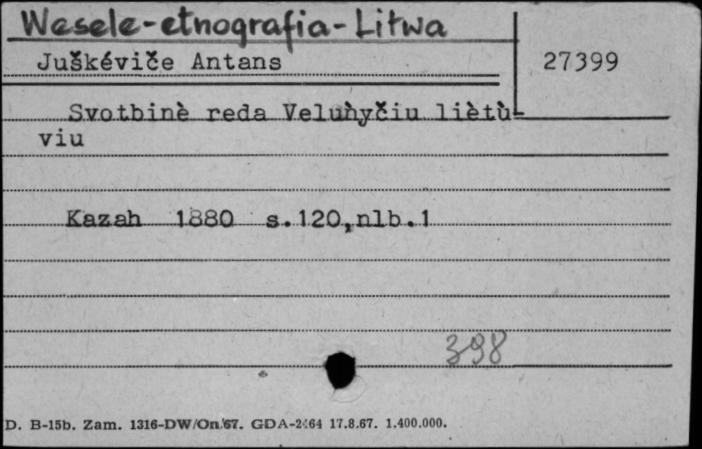 Wesele-etnografia-Litwa
Juškéviče Antans 27399
Svotbinè reda Veluǹyčiu liètù-
viu
Kazah 1880 s.120,nlb.1
398
D. B-15b. Zam. 1316-DW/On.67. GDA-2464 17.8.67. 1.400.000.